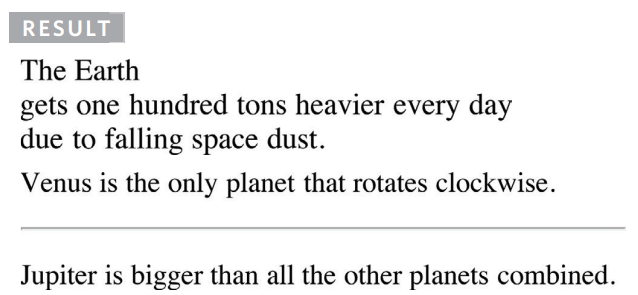 RESULT
The Earth
gets one hundred tons heavier every day
due to falling space dust.
Venus is the only planet that rotates clockwise.
Jupiter is bigger than all the other planets combined.